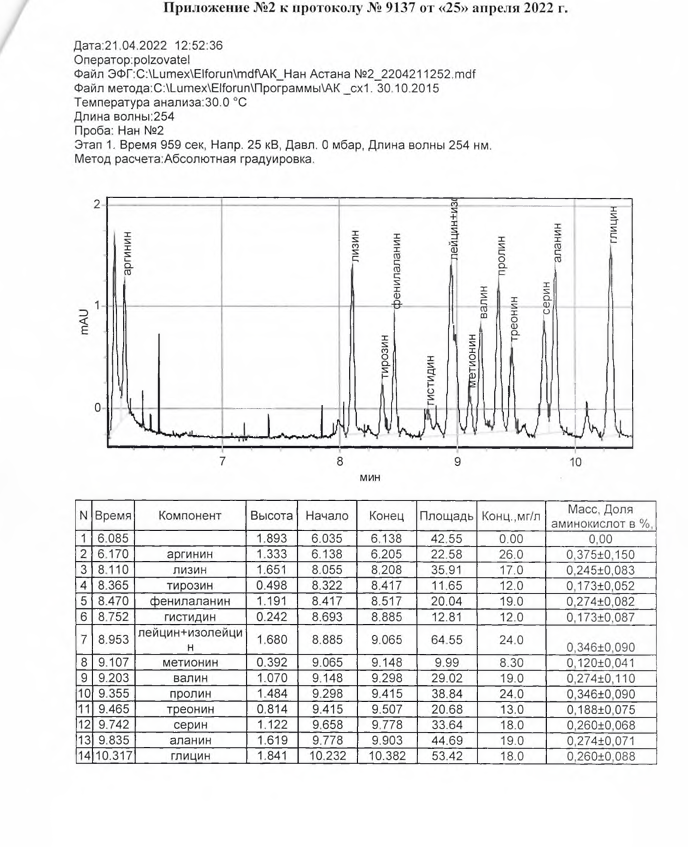 Приложение №2 к протоколу № 9137 от «25» апреля 2022 г.
Дата:21.04.2022 12:52:36
Оператор:polzovatel
Файл ЭФГ:C:\Lumex\Elforun\mdf\АК_Нан Астана №2_2204211252.mdf
Файл метода:C:\Lumex\Elforun\Программы\АК _сх1. 30.10.2015
Температура анализа:30.0 °C
Длина волны:254
Проба: Нан №2
Этап 1. Время 959 сек, Напр. 25 кВ, Давл. 0 мбар, Длина волны 254 нм.
Метод расчета:Абсолютная градуировка.
mAU
2
1
0
аргинин
лизин
тирозин
фенилаланин
гистидин
лейцин+изо
метионин
валин
пролин
треонин
серин
аланин
глицин
7 8 9 10
мин
N Время Компонент Высота Начало Конец Площадь Конц.,мг/л Масс, Доля аминокислот в %,
1 6.085 1.893 6.035 6.138 42.55 0.00 0,00
2 6.170 аргинин 1.333 6.138 6.205 22.58 26.0 0,375±0,150
3 8.110 лизин 1.651 8.055 8.208 35.91 17.0 0,245±0,083
4 8.365 тирозин 0.498 8.322 8.417 11.65 12.0 0,173±0,052
5 8.470 фенилаланин 1.191 8.417 8.517 20.04 19.0 0,274±0,082
6 8.752 гистидин 0.242 8.693 8.885 12.81 12.0 0,173±0,087
7 8.953 лейцин+изолейцин 1.680 8.885 9.065 64.55 24.0 0,346±0,090
8 9.107 метионин 0.392 9.065 9.148 9.99 8.30 0,120±0,041
9 9.203 валин 1.070 9.148 9.298 29.02 19.0 0,274±0,110
10 9.355 пролин 1.484 9.298 9.415 38.84 24.0 0,346±0,090
11 9.465 треонин 0.814 9.415 9.507 20.68 13.0 0,188±0,075
12 9.742 серин 1.122 9.658 9.778 33.64 18.0 0,260±0,068
13 9.835 аланин 1.619 9.778 9.903 44.69 19.0 0,274±0,071
14 10.317 глицин 1.841 10.232 10.382 53.42 18.0 0,260±0,088